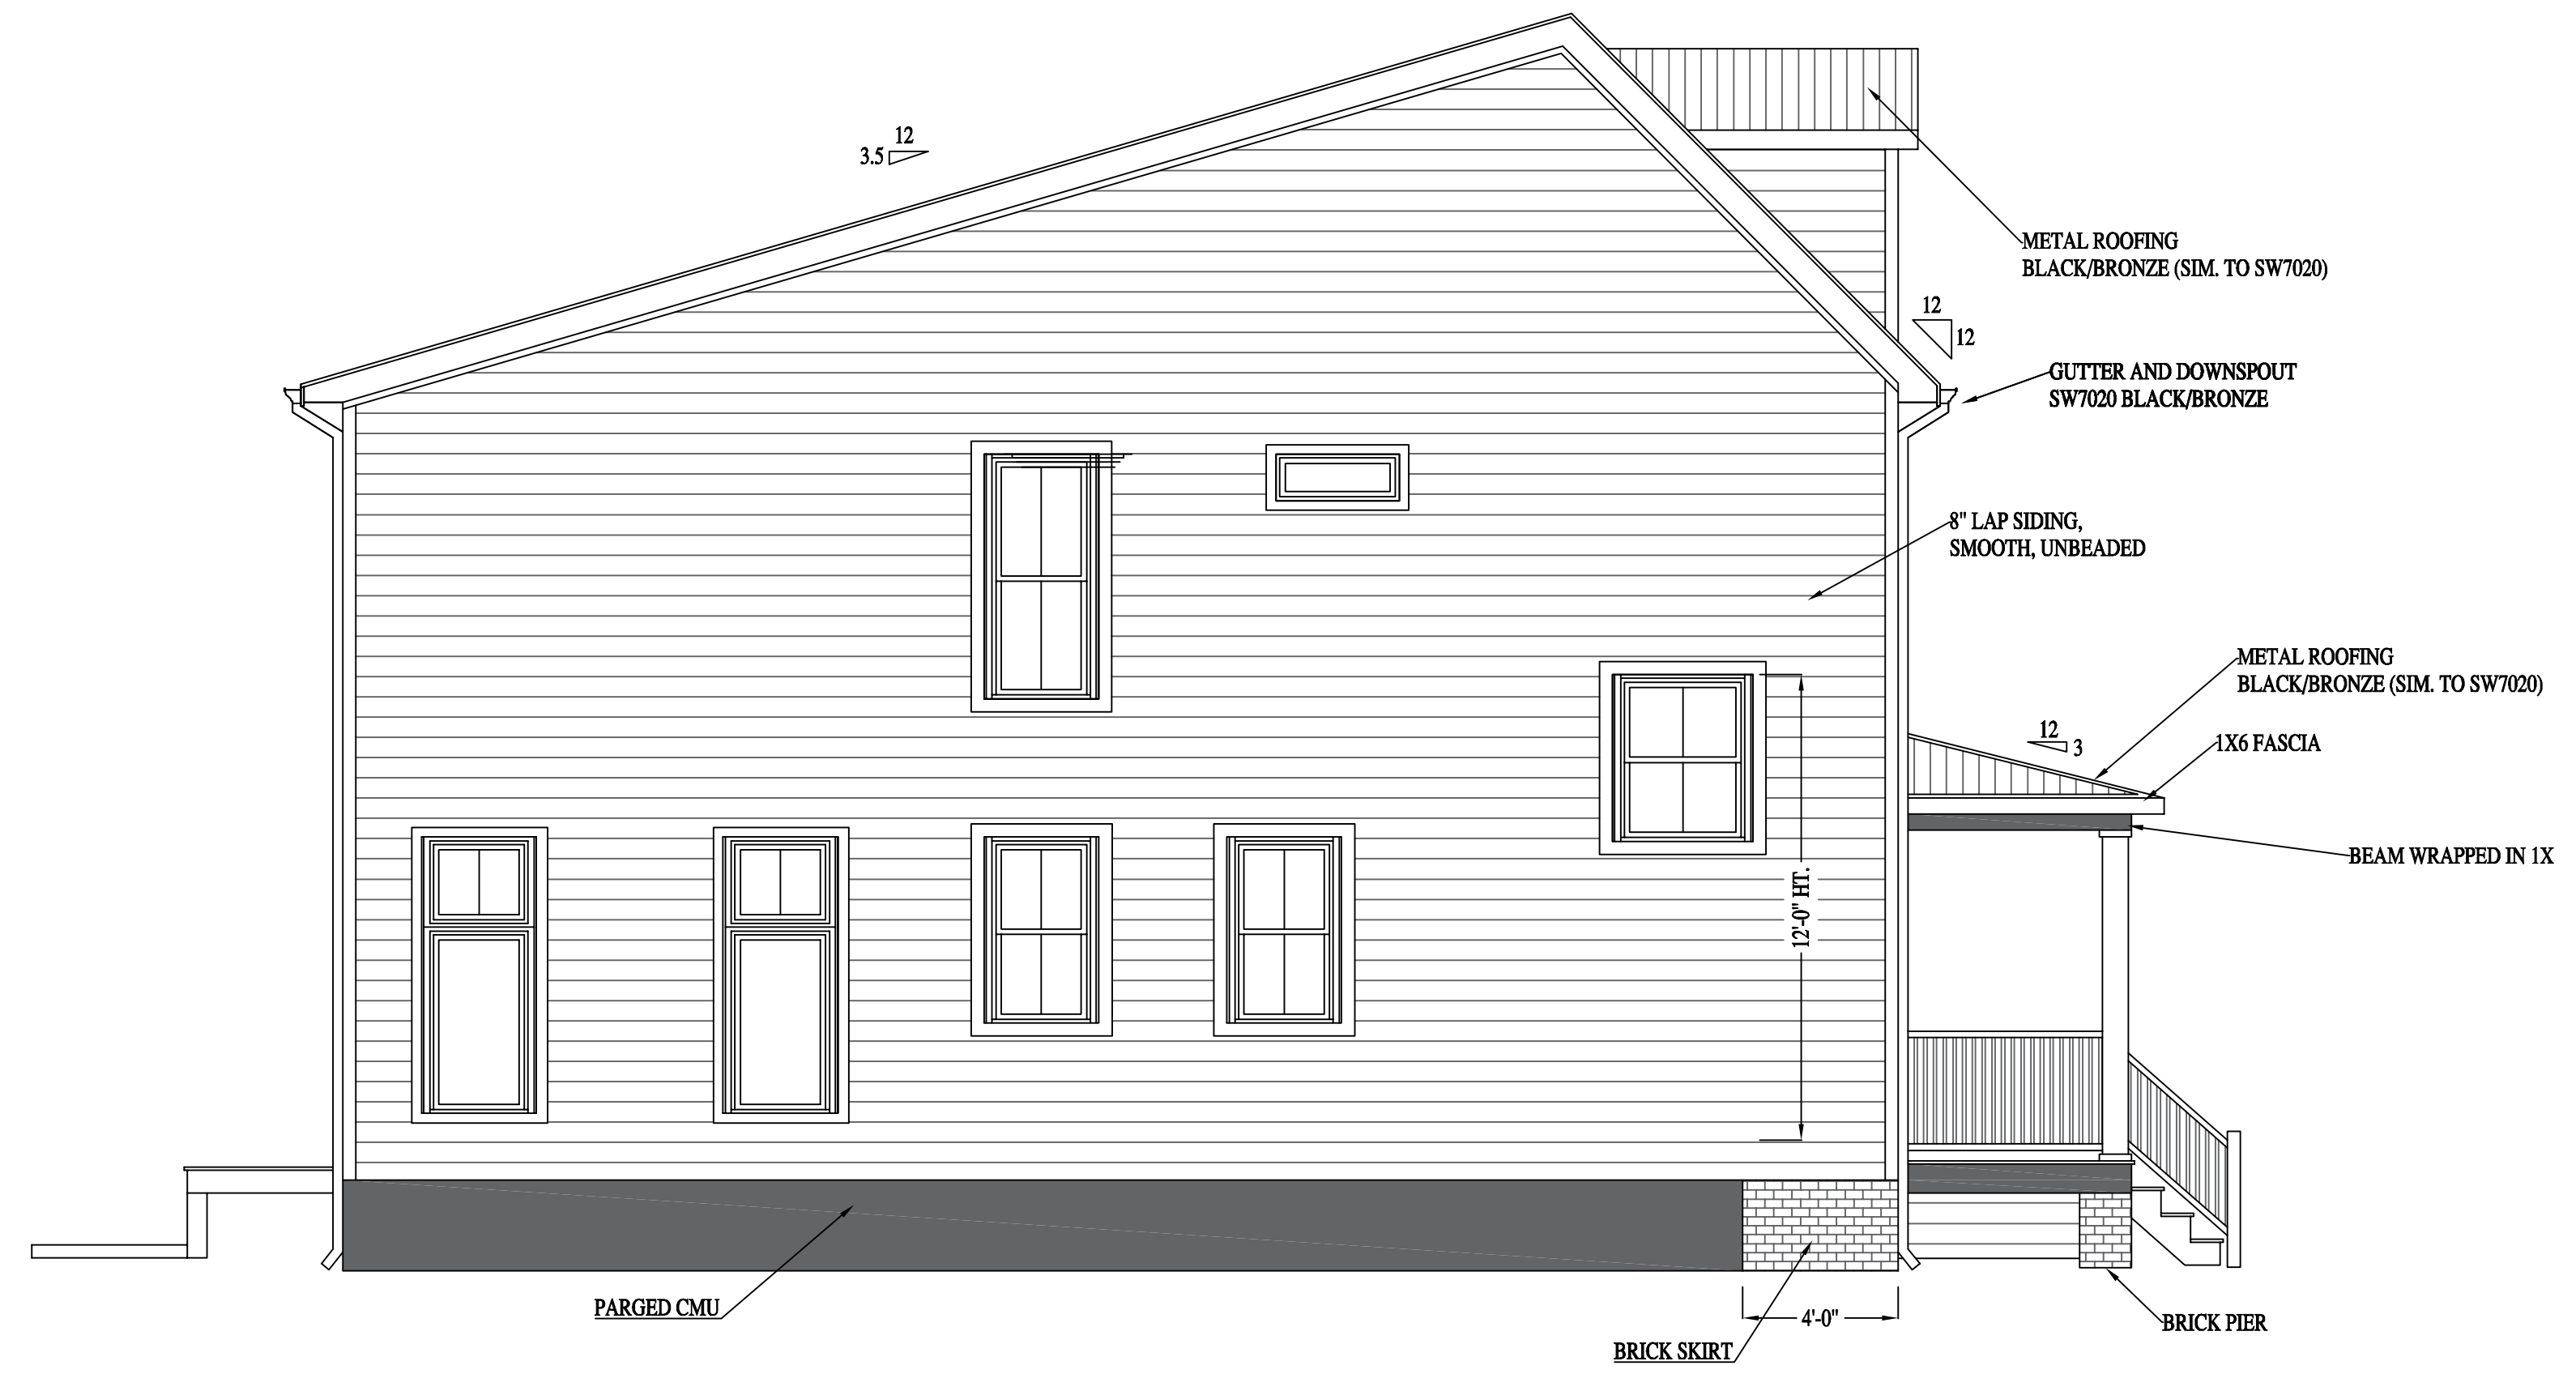 12
3.5
METAL ROOFING
BLACK/BRONZE (SIM. TO SW7020)
12
12
GUTTER AND DOWNSPOUT
SW7020 BLACK/BRONZE
8" LAP SIDING,
SMOOTH, UNBEADED
METAL ROOFING
BLACK/BRONZE (SIM. TO SW7020)
12
3
1X6 FASCIA
BEAM WRAPPED IN 1X
12'-0" HT.
PARGED CMU
4'-0"
BRICK SKIRT
BRICK PIER